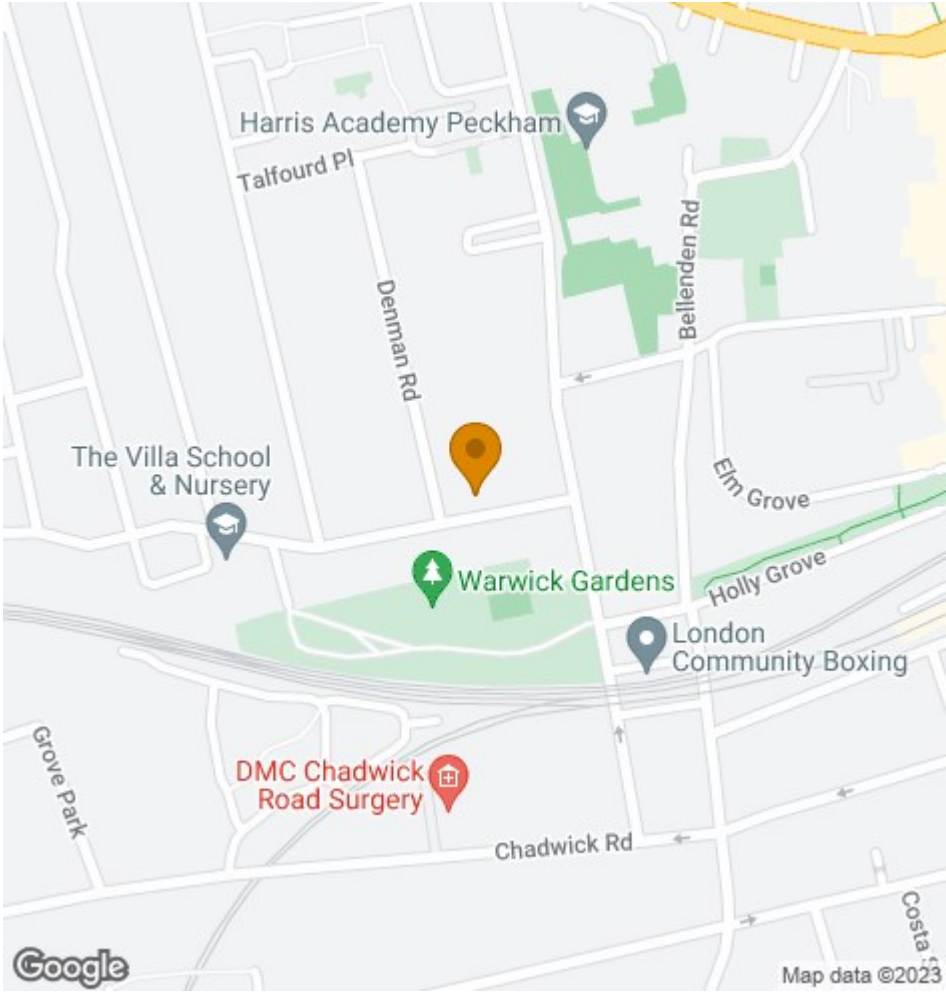 Harris Academy Peckham
Talfourd Pl
Bellenden Rd
Denman Rd
The Villa School
& Nursery
Elm Grove
Warwick Gardens
Holly Grove
London
Community Boxing
Grove Park
DMC Chadwick
Road Surgery
Chadwick Rd
Costa S
Google
Map data ©2023